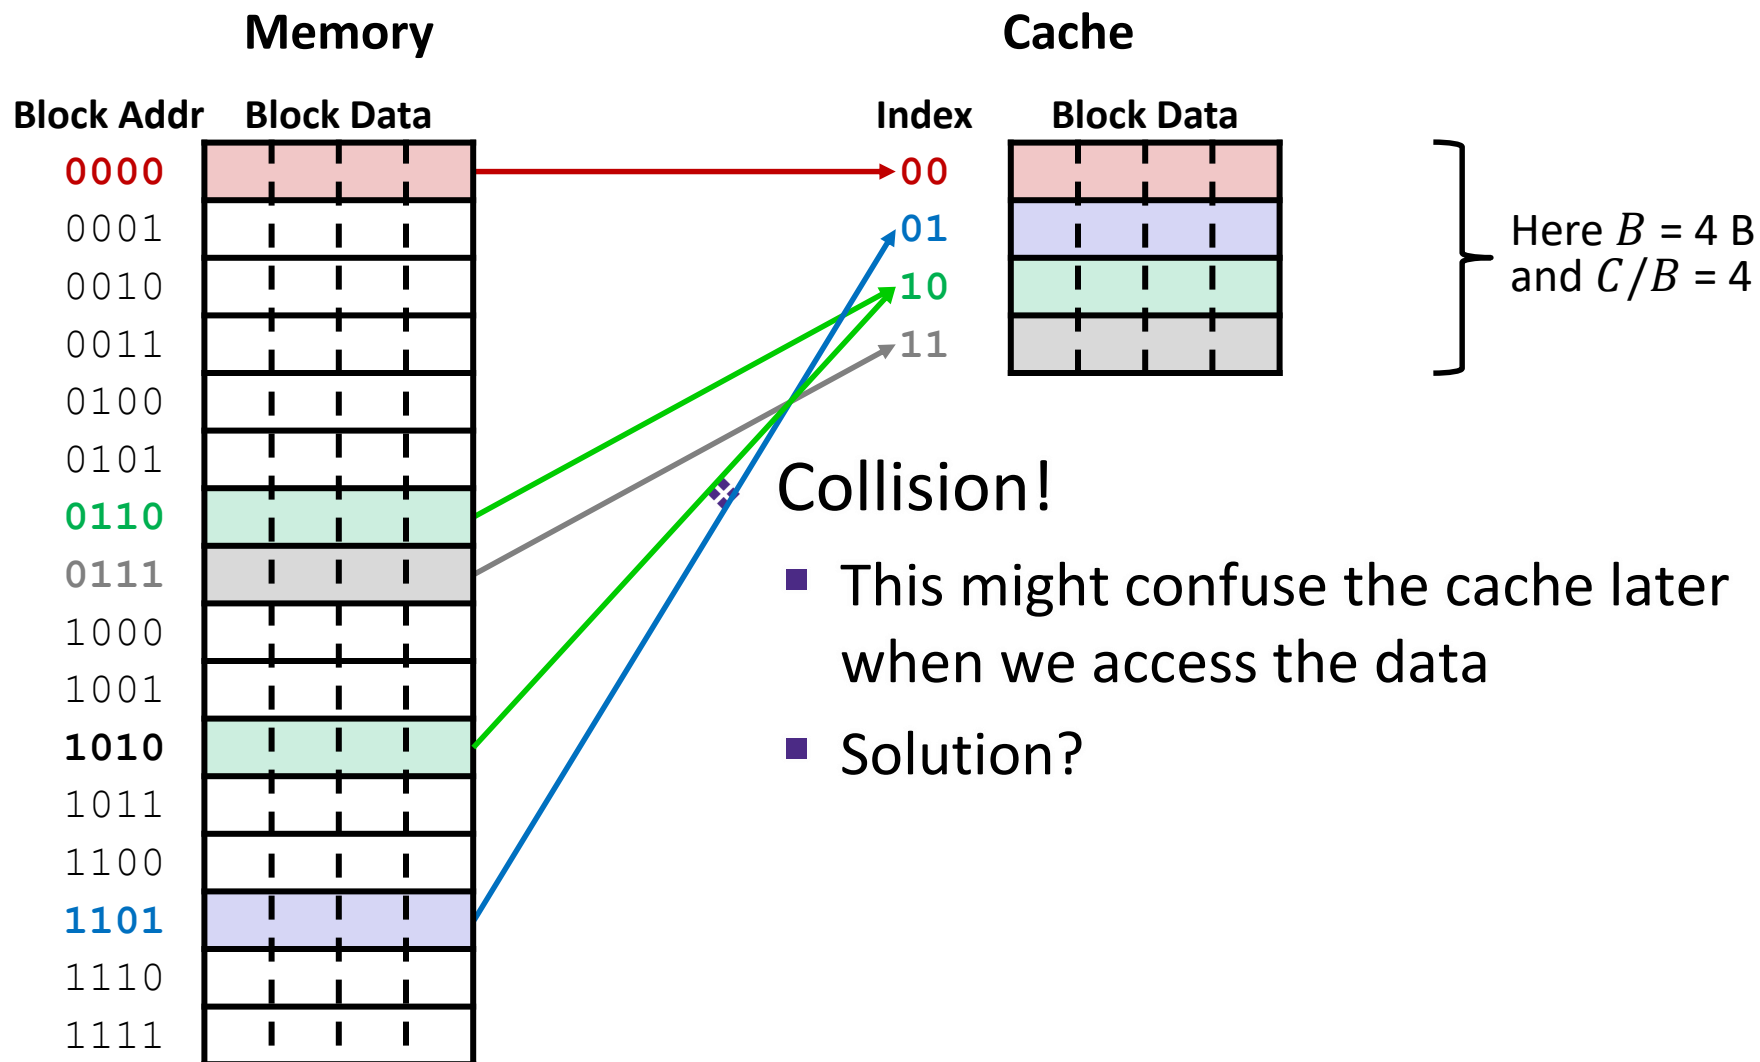 Memory
Cache
Block Addr Block Data
Index Block Data
0000
0001
0010
0011
0100
0101
0110
0111
1000
1001
1010
1011
1100
1101
1110
1111
00
01
10
11
Here B = 4 B
and C/B = 4
Collision!
This might confuse the cache later
when we access the data
Solution?